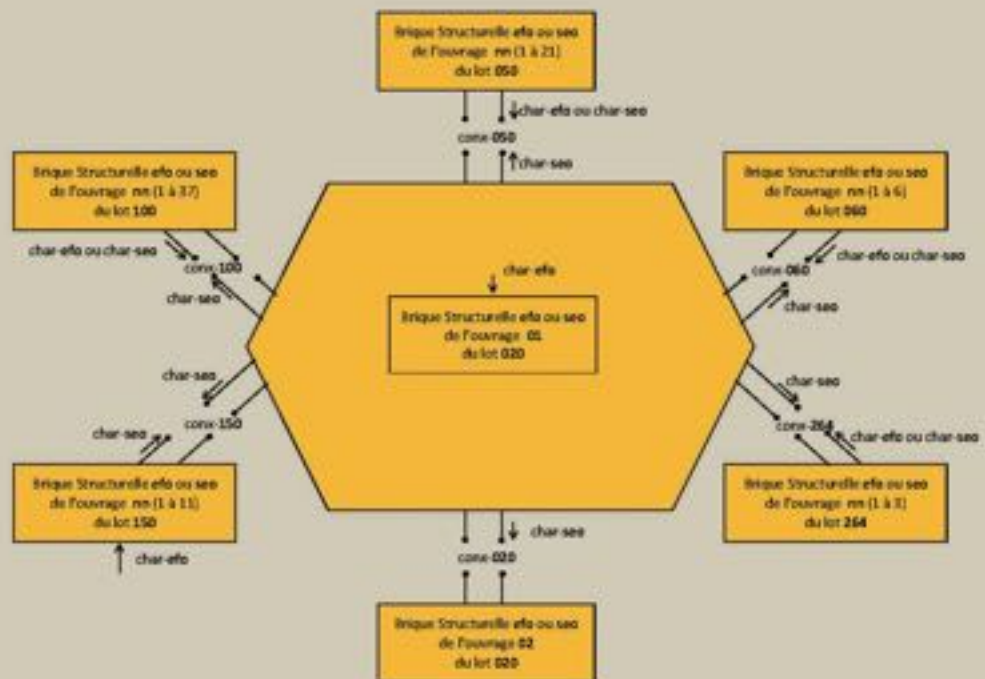 Brique Structurelle efo ou seo
de l'ouvrage nn (1 à 21)
du lot 050
char-efo ou char-seo
conx-050
char-seo
Brique Structurelle efo ou seo
de l'ouvrage nn (1 à 37)
du lot 100
Brique Structurelle efo ou seo
de l'ouvrage nn (1 à 6)
du lot 060
char-efo ou char-seo
conx-100
char-seo
char-efo ou char-seo
conx-060
char-seo
char-efo
Brique Structurelle efo ou seo
de l'ouvrage 01
du lot 020
char-seo
conx-150
char-seo
char-seo
conx-264
char-efo ou char-seo
Brique Structurelle efo ou seo
de l'ouvrage nn (1 à 11)
du lot 150
char-efo
Brique Structurelle efo ou seo
de l'ouvrage nn (1 à 3)
du lot 264
char-seo
conx-020
Brique Structurelle efo ou seo
de l'ouvrage 02
du lot 020